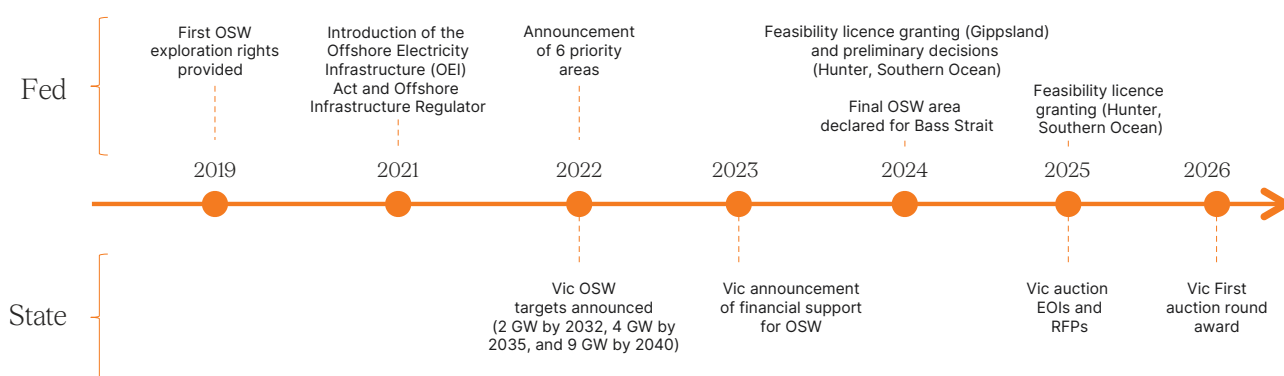 Fed
First OSW
exploration rights
provided
Introduction of the
Offshore Electricity
Infrastructure (OEI)
Act and Offshore
Infrastructure Regulator
Announcement
of 6 priority
areas
Feasibility licence granting (Gippsland)
and preliminary decisions
(Hunter, Southern Ocean)
Final OSW area
declared for Bass Strait
Feasibility licence
granting (Hunter,
Southern Ocean)
2019
2021
2022
2023
2024
2025
2026
State
Vic OSW
targets announced
(2 GW by 2032, 4 GW by
2035, and 9 GW by 2040)
Vic announcement
of financial support
for OSW
Vic auction
EOIs and
RFPs
Vic First
auction round
award